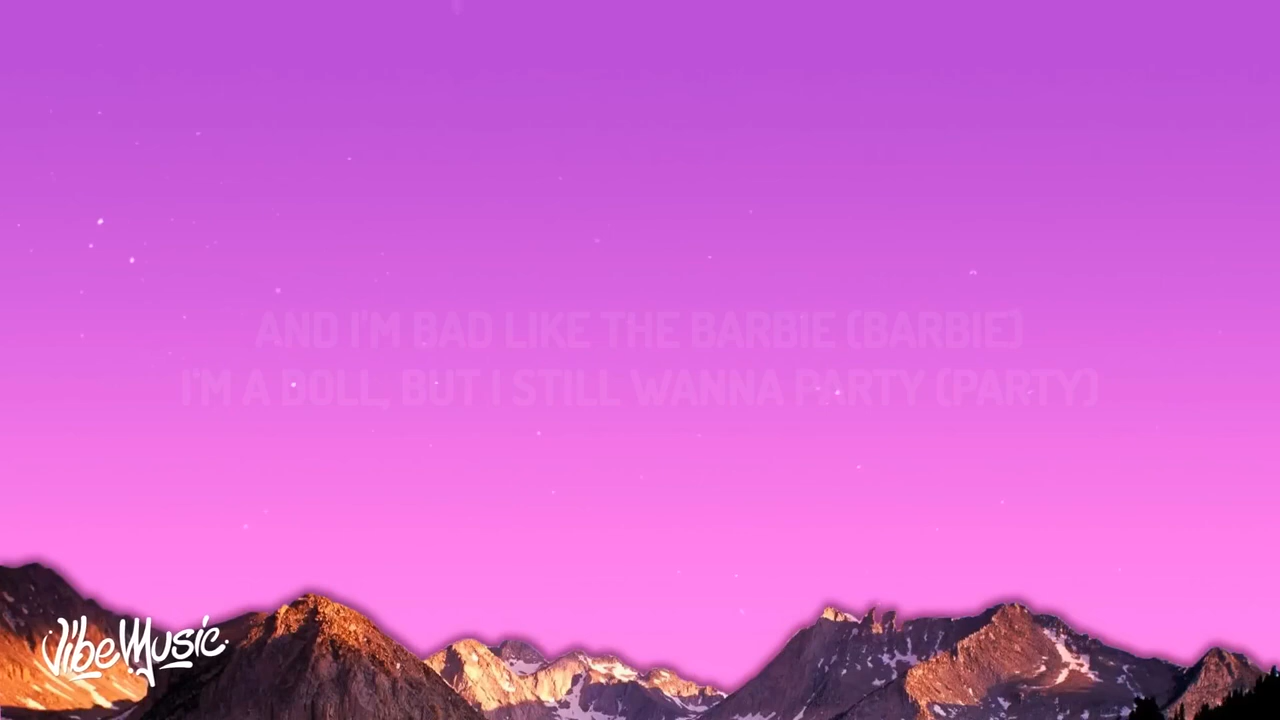 AND I'M BAD LIKE THE BARBIE (BARBIE)
I'M A DOLL, BUT I STILL WANNA PARTY (PARTY)
VibeMusic